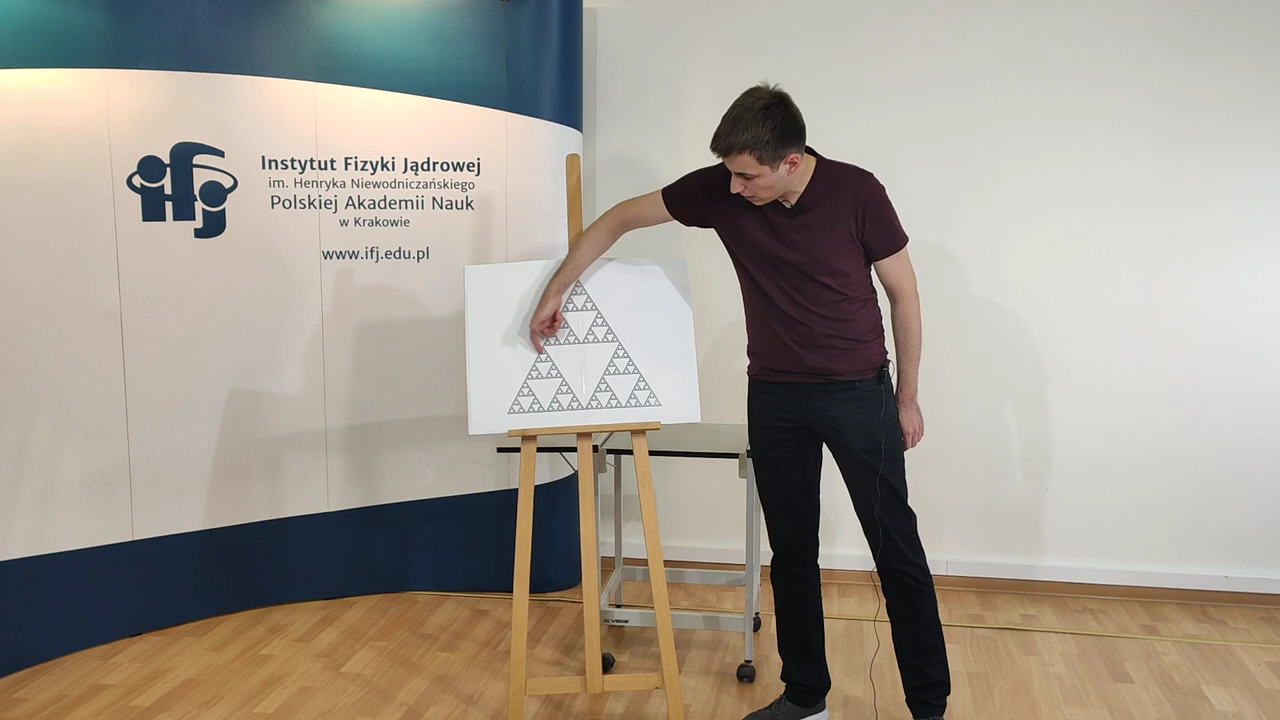 ifj
Instytut Fizyki Jądrowej
im. Henryka Niewodniczańskiego
Polskiej Akademii Nauk
w Krakowie
www.ifj.edu.pl